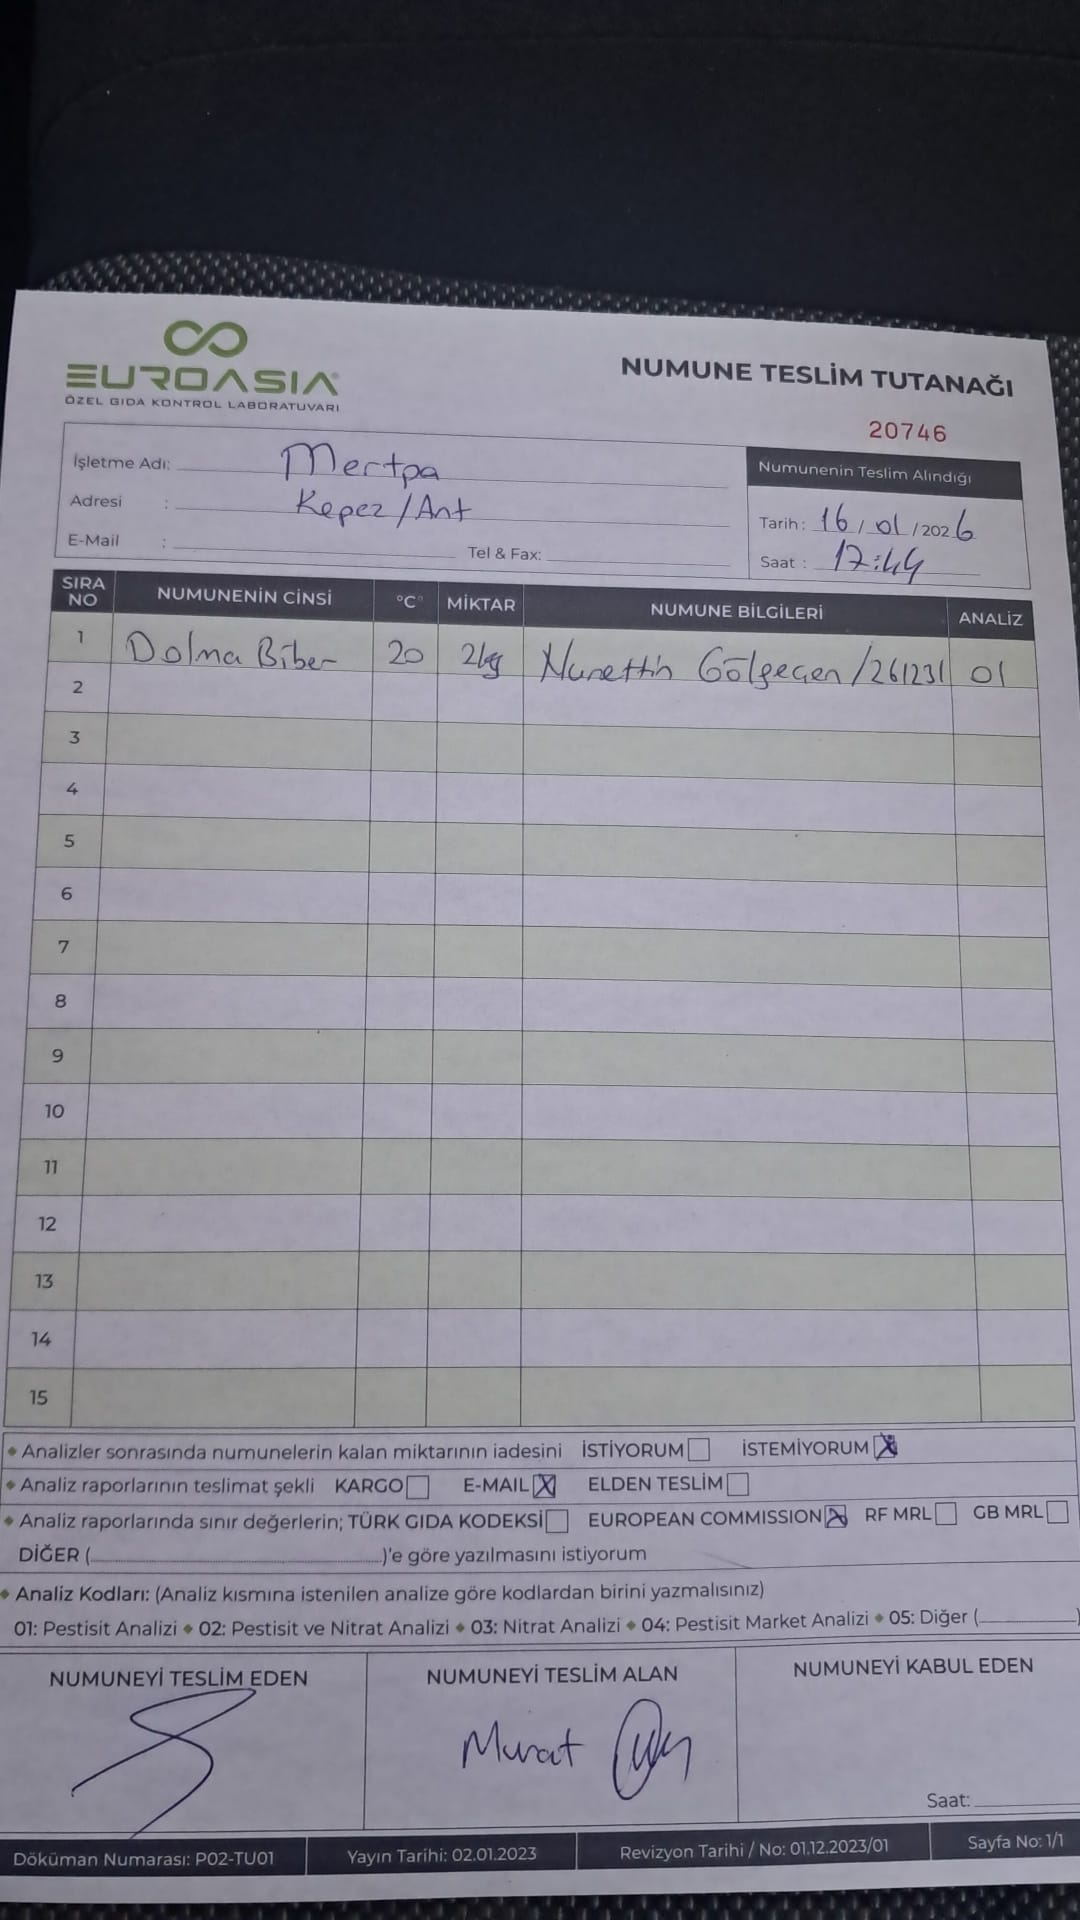 EUROASIA
ÖZEL GIDA KONTROL LABORATUVARI
NUMUNE TESLİM TUTANAĞI
20746
İşletme Adı: Mertpa
Adresi : Kepez/Ant
E-Mail : Tel & Fax:
Numunenin Teslim Alındığı
Tarih: 16/01/2026
Saat : 17:44
SIRA NO NUMUNENİN CİNSİ °C MİKTAR NUMUNE BİLGİLERİ ANALİZ
1 Dolma Biber 20 2kg Nurettin Gölgeçen/261231 01
2
3
4
5
6
7
8
9
10
11
12
13
14
15
Analizler sonrasında numunelerin kalan miktarının iadesini İSTİYORUM İSTEMİYORUM X
Analiz raporlarının teslimat şekli KARGO E-MAIL X ELDEN TESLİM
Analiz raporlarında sınır değerlerin; TÜRK GIDA KODEKSİ EUROPEAN COMMISSION X RF MRL GB MRL
DİĞER (....................)'e göre yazılmasını istiyorum
Analiz Kodları: (Analiz kısmına istenilen analize göre kodlardan birini yazmalısınız)
01: Pestisit Analizi 02: Pestisit ve Nitrat Analizi 03: Nitrat Analizi 04: Pestisit Market Analizi 05: Diğer (__________)
NUMUNEYİ TESLİM EDEN NUMUNEYİ TESLİM ALAN NUMUNEYİ KABUL EDEN
Murat
Saat:
Döküman Numarası: P02-TU01 Yayın Tarihi: 02.01.2023 Revizyon Tarihi / No: 01.12.2023/01 Sayfa No: 1/1